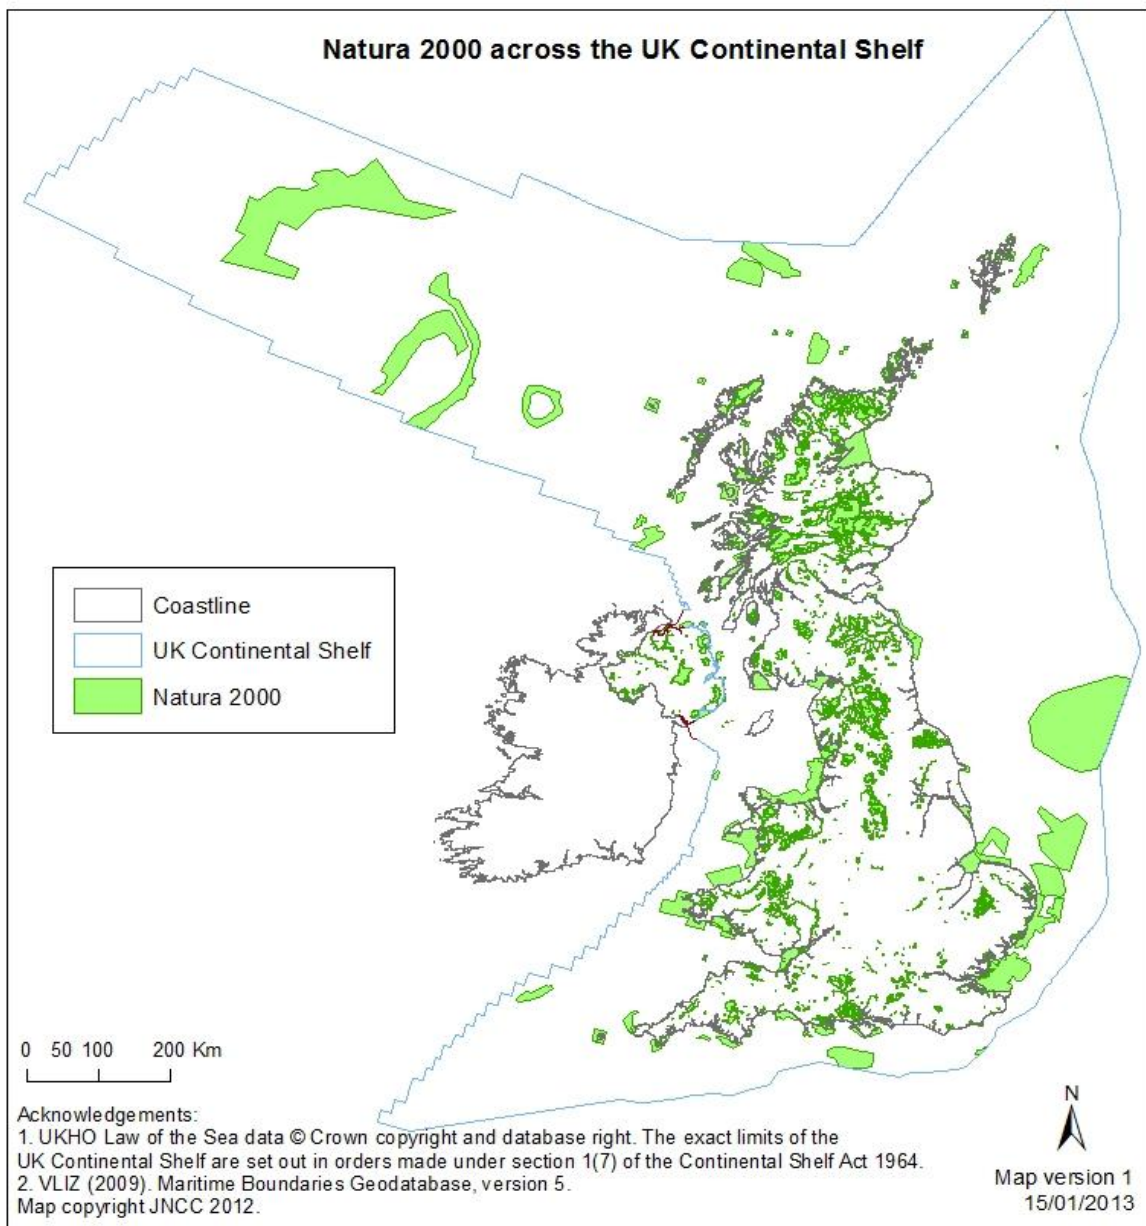 Natura 2000 across the UK Continental Shelf
Coastline
UK Continental Shelf
Natura 2000
0 50 100 200 Km
N
Acknowledgements:
1. UKHO Law of the Sea data © Crown copyright and database right. The exact limits of the
UK Continental Shelf are set out in orders made under section 1(7) of the Continental Shelf Act 1964.
2. VLIZ (2009). Maritime Boundaries Geodatabase, version 5.
Map copyright JNCC 2012.
Map version 1
15/01/2013